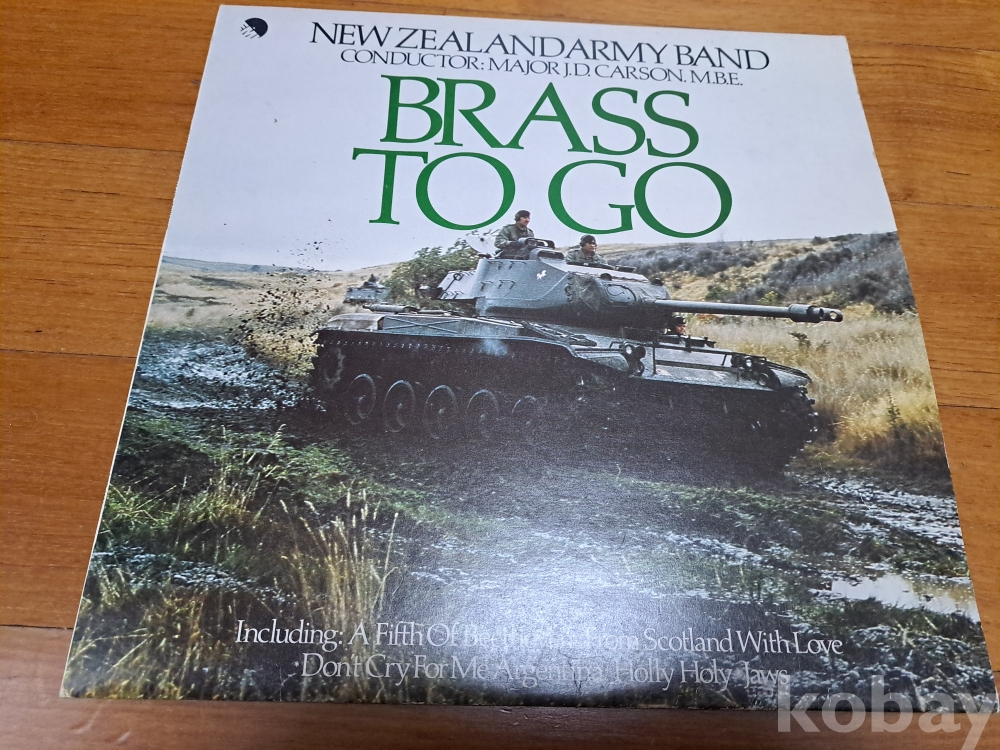 NEW ZEALAND ARMY BAND
CONDUCTOR: MAJOR J.D. CARSON, M.B.E.
BRASS
TO GO
Including: A Fifth Of From Scotland With Love
Don't Cry For Me Argentina Holly Holy Jaws
kobay